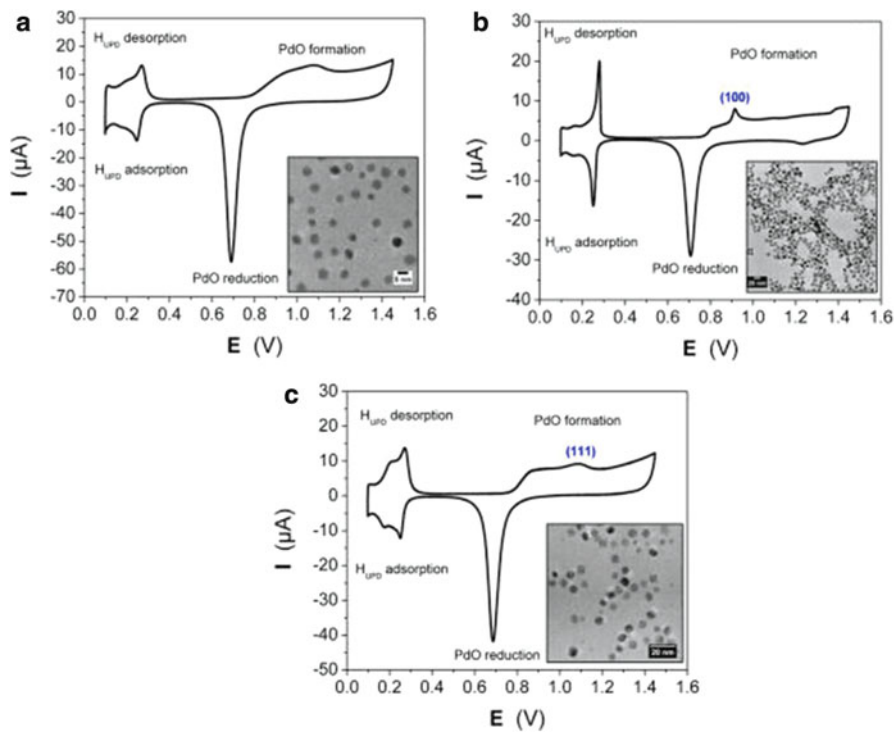 a
30
20
10
0
-10
-20
-30
-40
-50
-60
-70
I (µA)
H_UPD desorption
PdO formation
H_UPD adsorption
PdO reduction
5 nm
0.0 0.2 0.4 0.6 0.8 1.0 1.2 1.4 1.6
E (V)
b
30
20
10
0
-10
-20
-30
-40
I (µA)
H_UPD desorption
PdO formation
(100)
H_UPD adsorption
PdO reduction
0.0 0.2 0.4 0.6 0.8 1.0 1.2 1.4 1.6
E (V)
c
30
20
10
0
-10
-20
-30
-40
-50
I (µA)
H_UPD desorption
PdO formation
(111)
H_UPD adsorption
PdO reduction
20 nm
0.0 0.2 0.4 0.6 0.8 1.0 1.2 1.4 1.6
E (V)